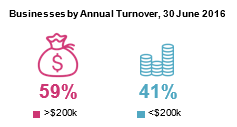 Businesses by Annual Turnover, 30 June 2016
$
59% 41%
>$200k <$200k